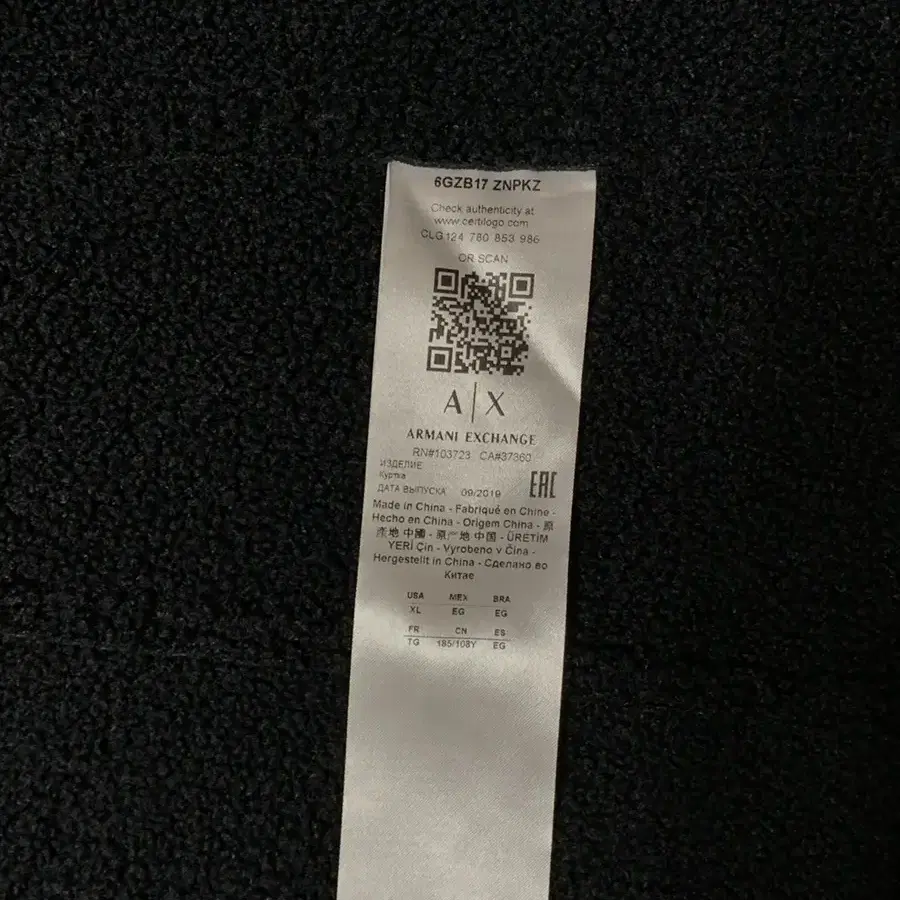 6GZB17 ZNPKZ
Check authenticity at
www.certilogo.com
CLG 124 780 853 986
OR SCAN
A|X
ARMANI EXCHANGE
RN#103723 CA#37360
ИЗДЕЛИЕ
Куртка
ДАТА ВЫПУСКА 09/2019
EAC
Made in China - Fabriqué en Chine -
Hecho en China - Origem China - 原
產地 中國 - 原产地 中国 - ÜRETİM
YERİ Çin - Vyrobeno v Čína -
Hergestellt in China - Сделано во
Китае
USA MEX BRA
XL EG EG
FR CN ES
TG 185/108Y EG